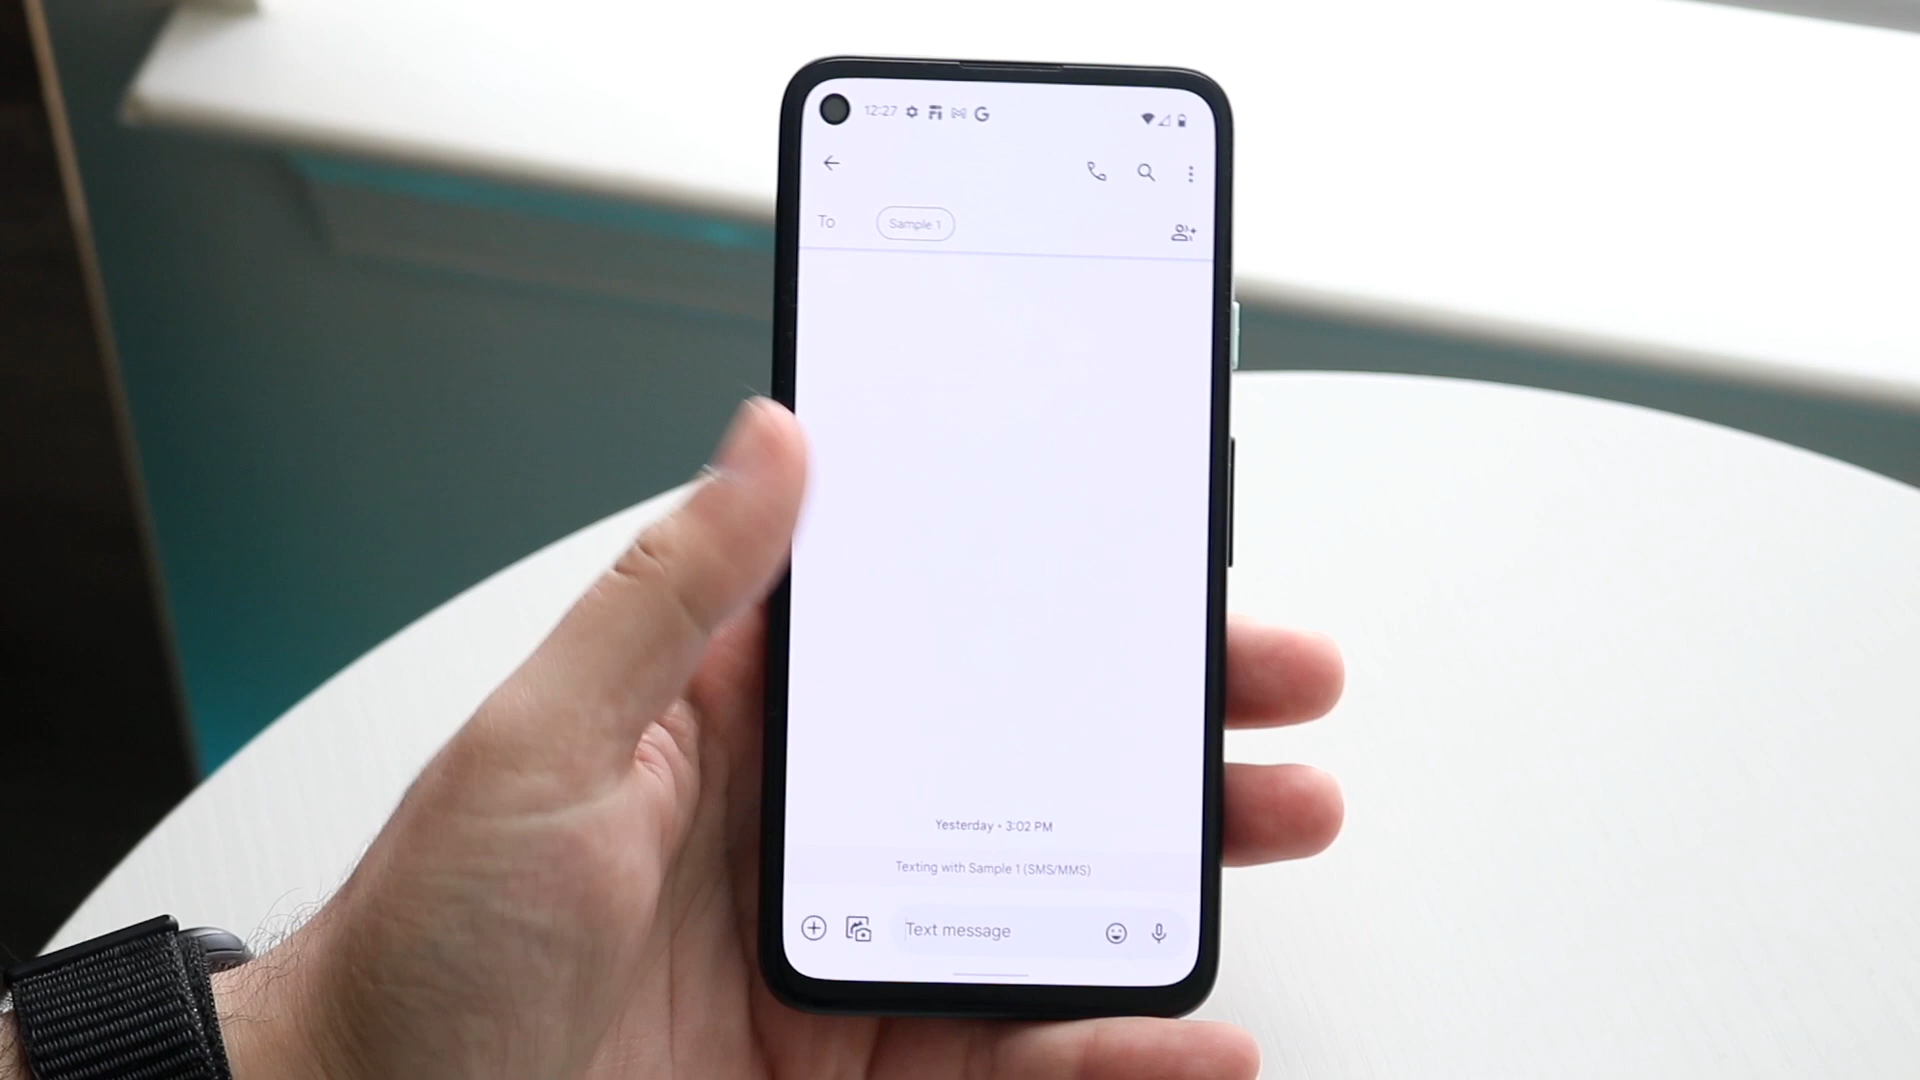 12:27
To Sample 1
Yesterday • 3:02 PM
Texting with Sample 1 (SMS/MMS)
Text message